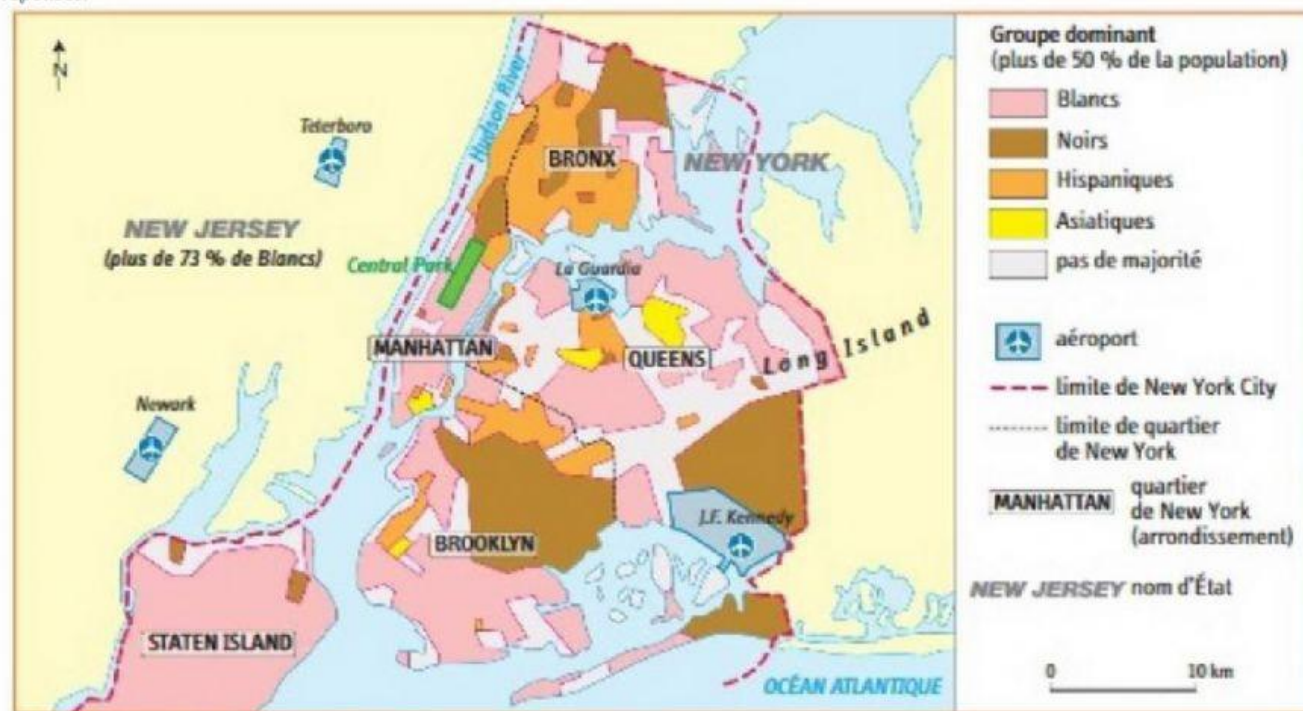 N
Teterboro
Hudson River
BRONX
NEW YORK
NEW JERSEY
(plus de 73 % de Blancs)
Central Park
La Guardia
MANHATTAN
QUEENS
Long Island
Newark
J.F. Kennedy
BROOKLYN
STATEN ISLAND
OCÉAN ATLANTIQUE
Groupe dominant
(plus de 50 % de la population)
Blancs
Noirs
Hispaniques
Asiatiques
pas de majorité
aéroport
limite de New York City
limite de quartier
de New York
MANHATTAN quartier
de New York
(arrondissement)
NEW JERSEY nom d'État
0 10 km